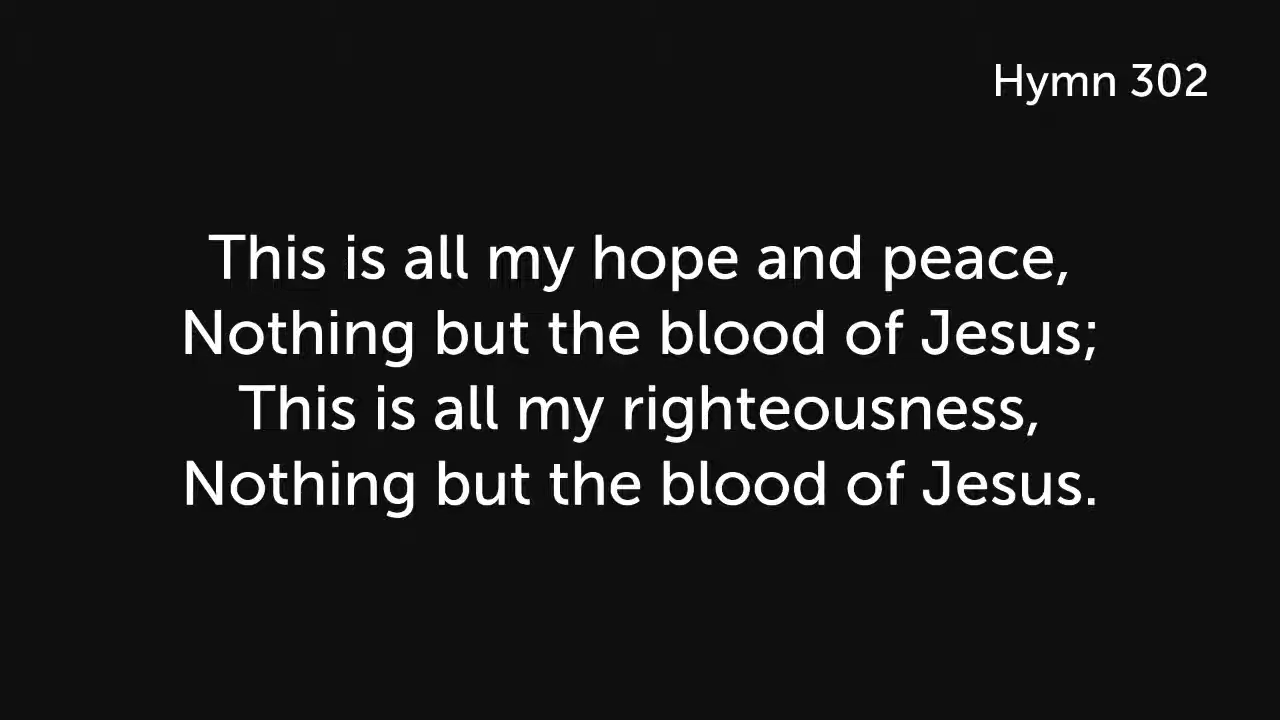 Hymn 302
This is all my hope and peace,
Nothing but the blood of Jesus;
This is all my righteousness,
Nothing but the blood of Jesus.